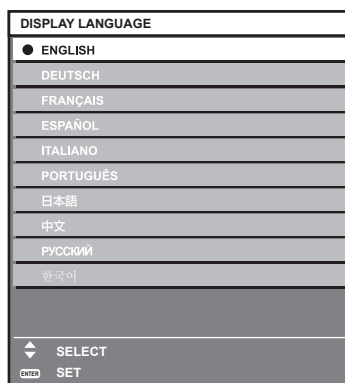 DISPLAY LANGUAGE
ENGLISH
DEUTSCH
FRANÇAIS
ESPAÑOL
ITALIANO
PORTUGUÊS
日本語
中文
РУССКИЙ
한국어
SELECT
ENTER SET